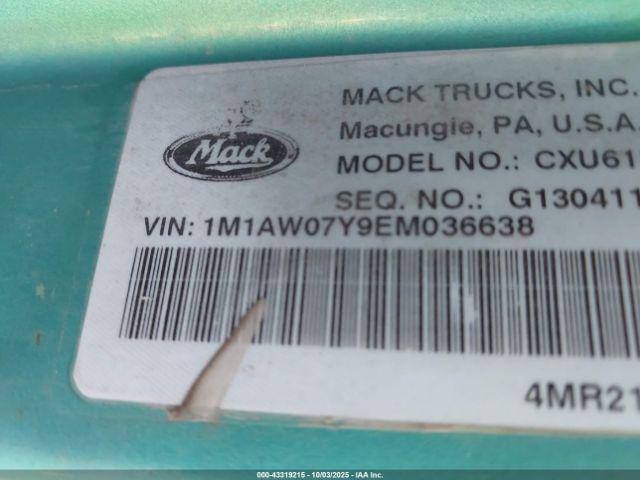 Mack
MACK TRUCKS, INC.
Macungie, PA, U.S.A
MODEL NO.: CXU61
SEQ. NO.: G130411
VIN: 1M1AW07Y9EM036638
4MR21
000-43319215 - 10/03/2025 - IAA Inc.